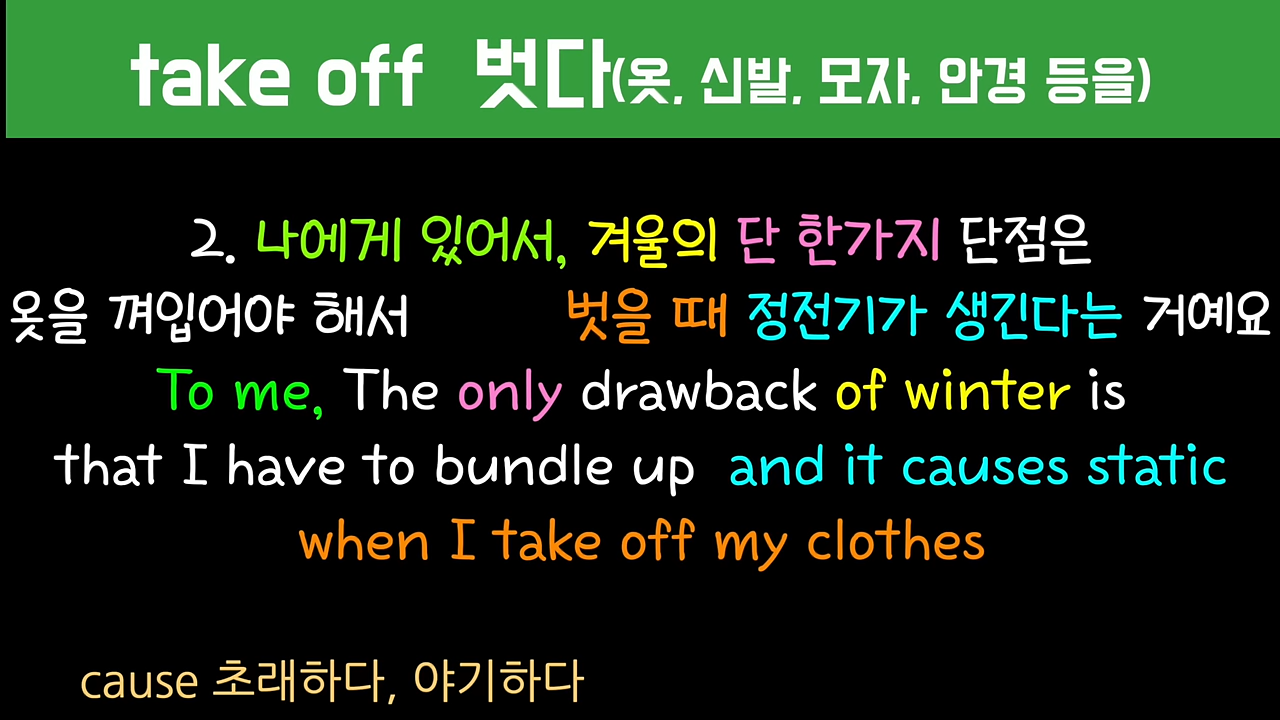 take off 벗다(옷, 신발, 모자, 안경 등을)
2. 나에게 있어서, 겨울의 단 한가지 단점은
옷을 껴입어야 해서 벗을 때 정전기가 생긴다는 거예요
To me, The only drawback of winter is
that I have to bundle up and it causes static
when I take off my clothes
cause 초래하다, 야기하다